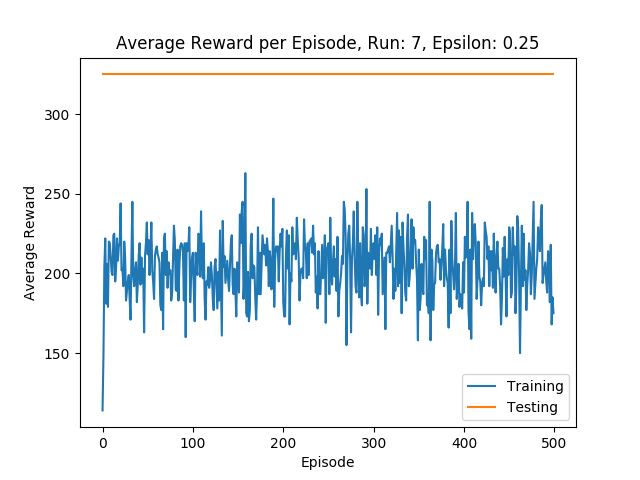 Average Reward per Episode, Run: 7, Epsilon: 0.25
Average Reward
300
250
200
150
0
100
200
300
400
500
Episode
Training
Testing